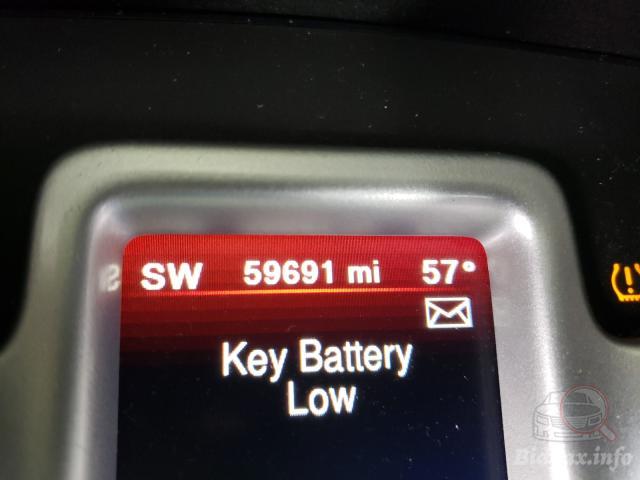 SW 59691 mi 57°
Key Battery
Low
Bidfax.info